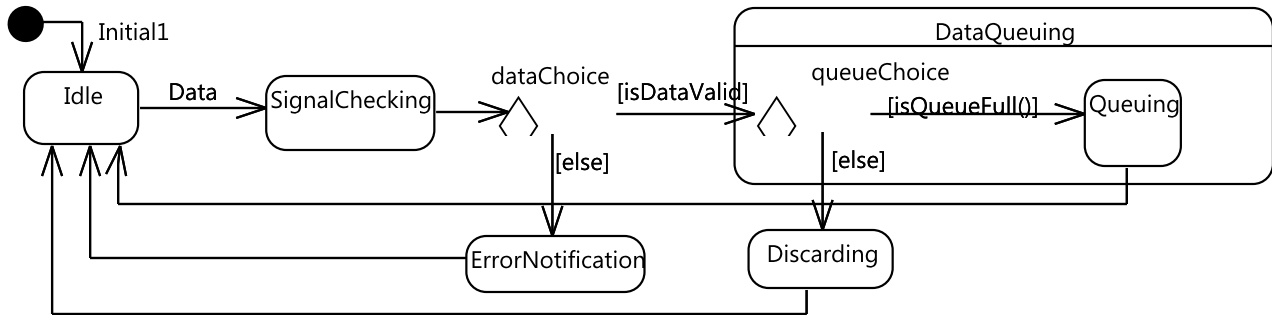 Initial1
DataQueuing
Idle
Data
SignalChecking
dataChoice
[isDataValid]
queueChoice
[isQueueFull()]
Queuing
[else]
[else]
ErrorNotification
Discarding